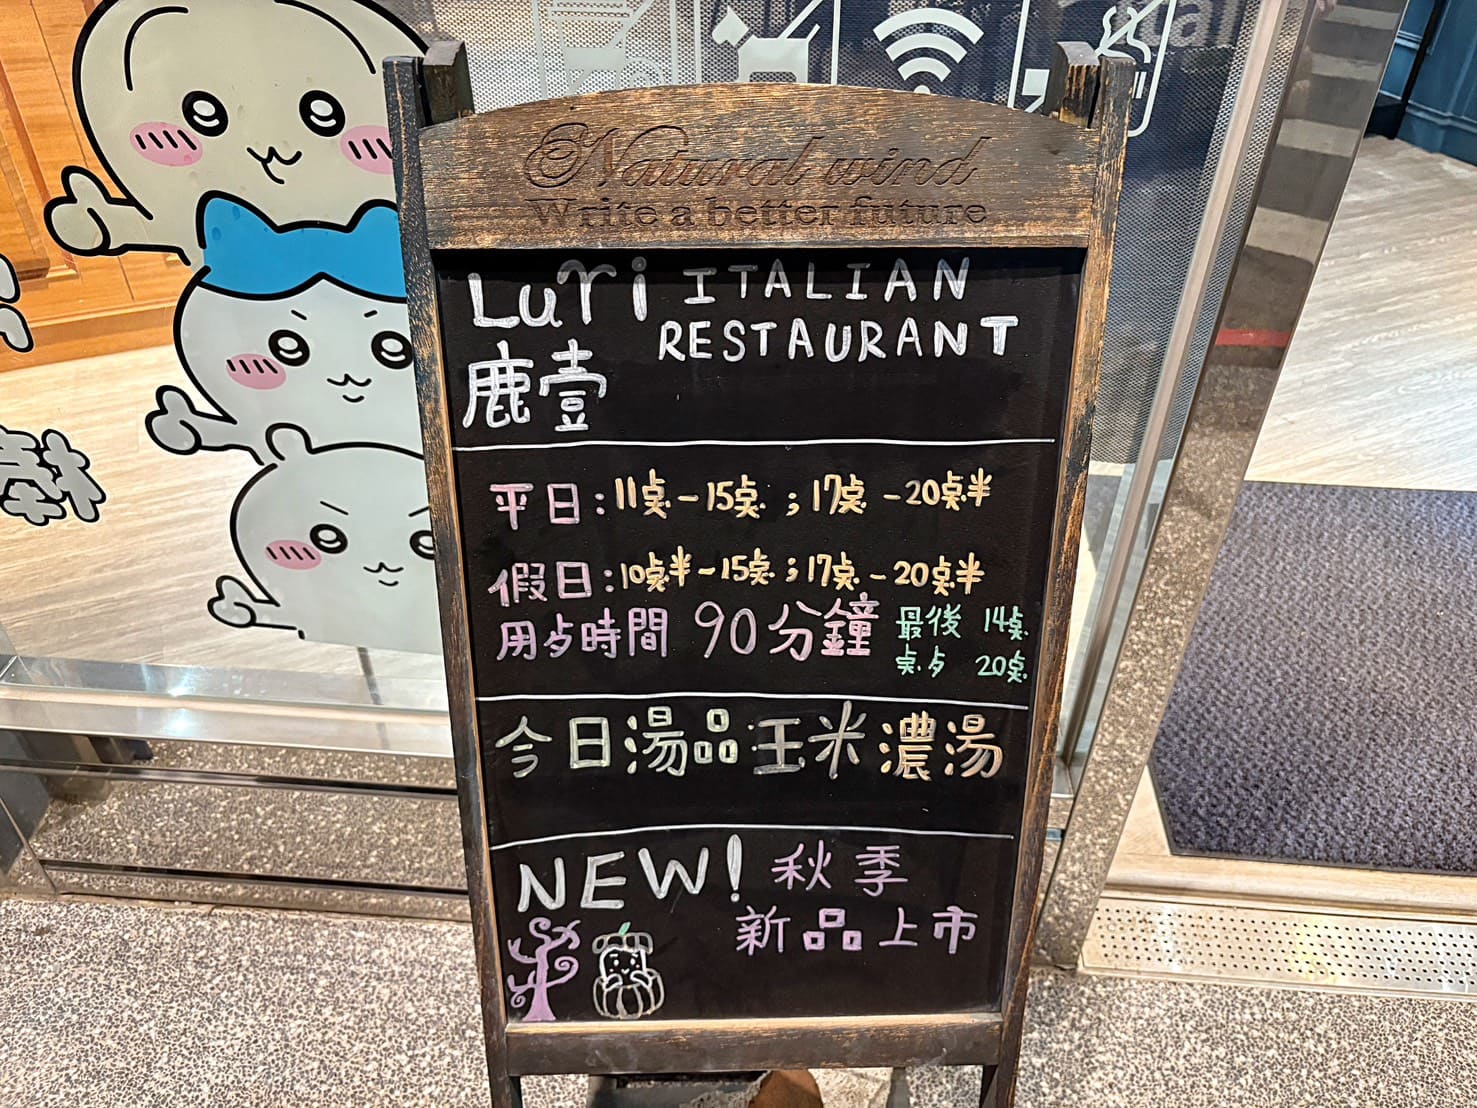 Natural wind
Write a better future
Luri ITALIAN
RESTAURANT
鹿壹
平日:11点-15点;17点-20点半
假日:10点半-15点;17点-20点半
用歺時間 90分鐘 最後 14点
点歺 20点
今日湯品 玉米濃湯
NEW! 秋季
新品上市